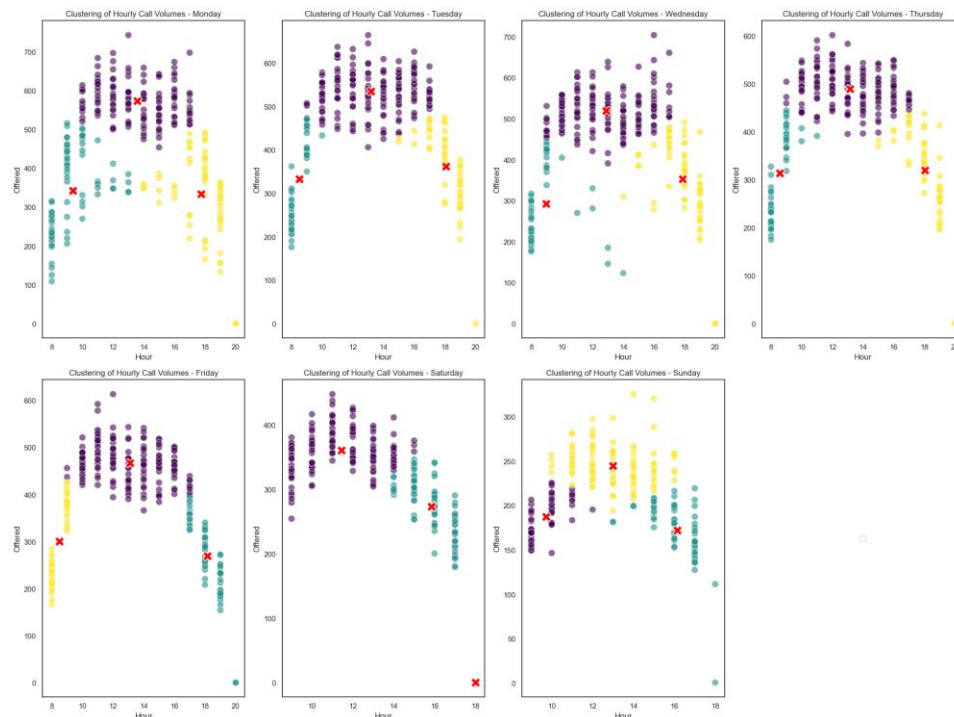 Clustering of Hourly Call Volumes - Monday
Offered
700
600
500
400
300
200
100
0
8 10 12 14 16 18 20
Hour
Clustering of Hourly Call Volumes - Tuesday
Offered
600
500
400
300
200
100
0
8 10 12 14 16 18 20
Hour
Clustering of Hourly Call Volumes - Wednesday
Offered
700
600
500
400
300
200
100
0
8 10 12 14 16 18 20
Hour
Clustering of Hourly Call Volumes - Thursday
Offered
600
500
400
300
200
100
0
8 10 12 14 16 18 20
Hour
Clustering of Hourly Call Volumes - Friday
Offered
600
500
400
300
200
100
0
8 10 12 14 16 18 20
Hour
Clustering of Hourly Call Volumes - Saturday
Offered
400
300
200
100
0
10 12 14 16 18
Hour
Clustering of Hourly Call Volumes - Sunday
Offered
300
250
200
150
100
50
0
10 12 14 16 18
Hour